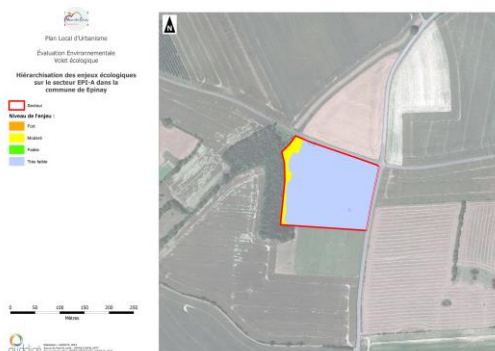 Plan Local d'Urbanisme
Évaluation Environnementale
Volet écologique
Hiérarchisation des enjeux écologiques
sur le secteur EPI-A dans la
commune de Epinay
Secteur
Niveau de l'enjeu :
Fort
Modéré
Faible
Très faible
N
0 50 100 150 200 250
Mètres